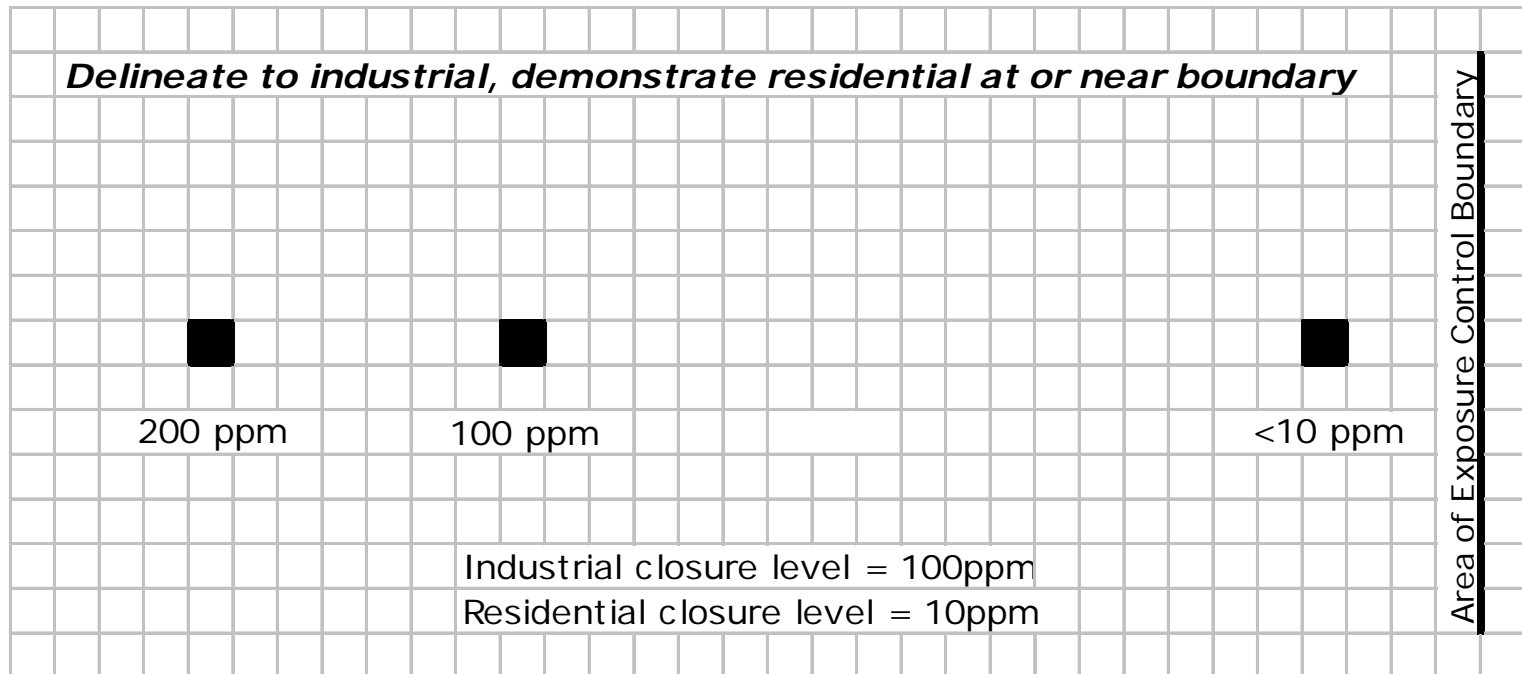 Delineate to industrial, demonstrate residential at or near boundary
200 ppm
100 ppm
<10 ppm
Industrial closure level = 100ppm
Residential closure level = 10ppm
Area of Exposure Control Boundary